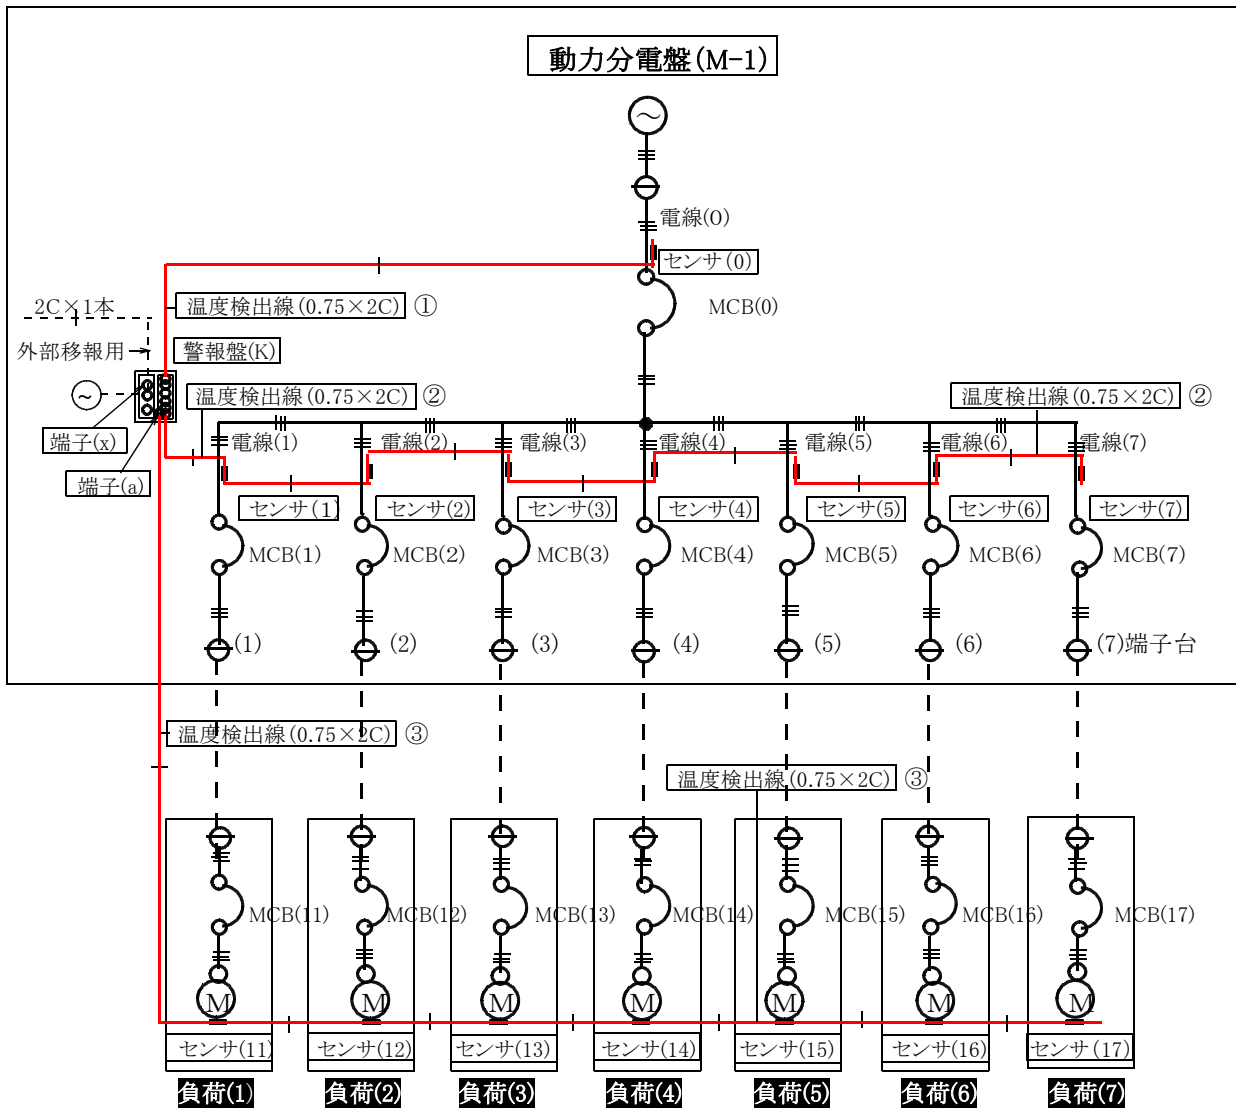 動力分電盤(M-1)
～
電線(0)
センサ(0)
2C×1本
温度検出線(0.75×2C) ①
MCB(0)
外部移報用
警報盤(K)
～
温度検出線(0.75×2C) ②
温度検出線(0.75×2C) ②
端子(x)
電線(1) 電線(2) 電線(3) 電線(4) 電線(5) 電線(6) 電線(7)
端子(a)
センサ(1) センサ(2) センサ(3) センサ(4) センサ(5) センサ(6) センサ(7)
MCB(1) MCB(2) MCB(3) MCB(4) MCB(5) MCB(6) MCB(7)
(1) (2) (3) (4) (5) (6) (7)端子台
温度検出線(0.75×2C) ③
温度検出線(0.75×2C) ③
MCB(11) MCB(12) MCB(13) MCB(14) MCB(15) MCB(16) MCB(17)
M M M M M M M
センサ(11) センサ(12) センサ(13) センサ(14) センサ(15) センサ(16) センサ(17)
負荷(1) 負荷(2) 負荷(3) 負荷(4) 負荷(5) 負荷(6) 負荷(7)